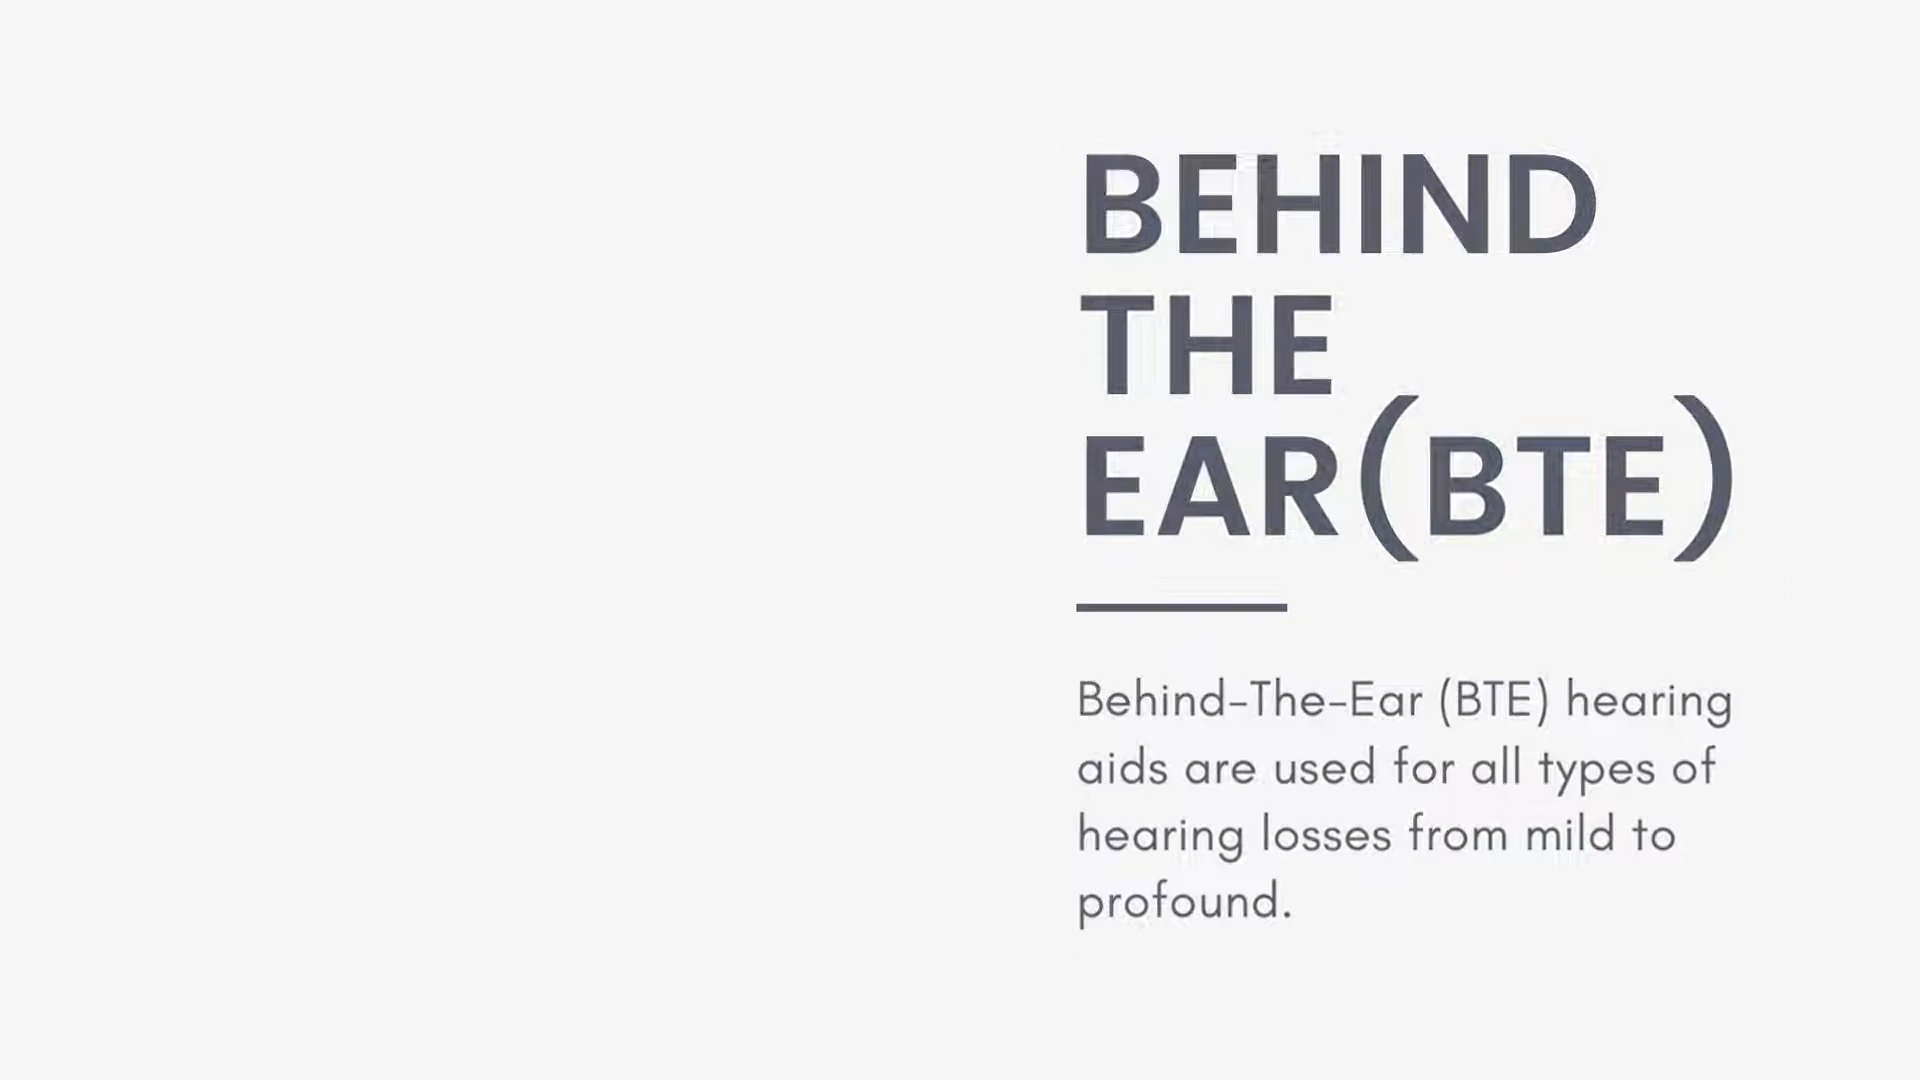 BEHIND
THE
EAR(BTE)
Behind-The-Ear (BTE) hearing
aids are used for all types of
hearing losses from mild to
profound.